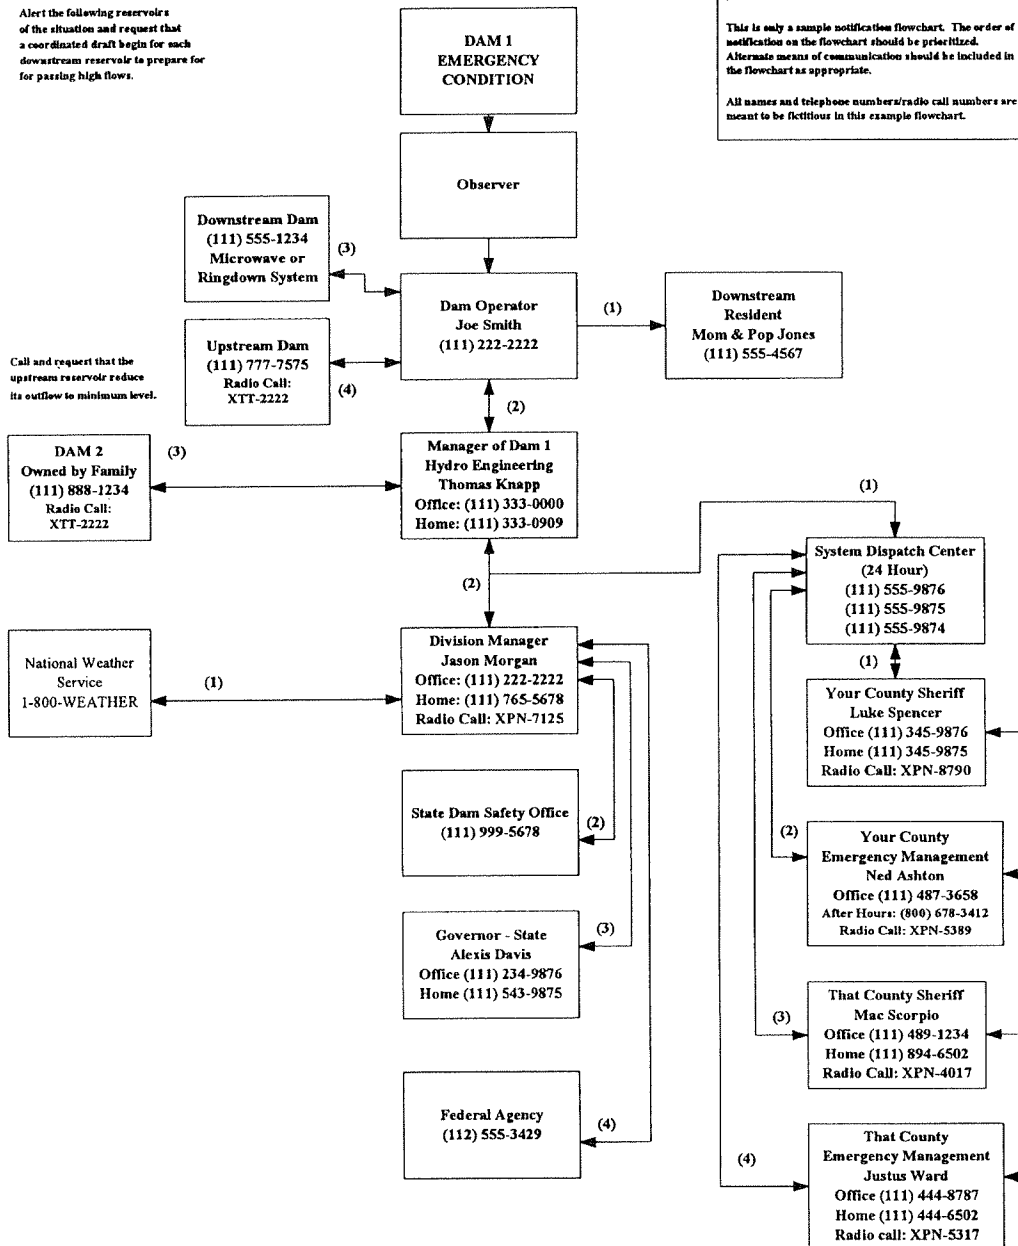 Alert the following reservoirs
of the situation and request that
a coordinated draft begin for each
downstream reservoir to prepare for
for passing high flows.
DAM 1
EMERGENCY
CONDITION
This is only a sample notification flowchart. The order of
notification on the flowchart should be prioritized.
Alternate means of communication should be included in
the flowchart as appropriate.
All names and telephone numbers/radio call numbers are
meant to be fictitious in this example flowchart.
Observer
Downstream Dam
(111) 555-1234
Microwave or
Ringdown System
(3)
Dam Operator
Joe Smith
(111) 222-2222
(1)
Downstream
Resident
Mom & Pop Jones
(111) 555-4567
Call and request that the
upstream reservoir reduce
its outflow to minimum level.
Upstream Dam
(111) 777-7575
Radio Call:
XTT-2222
(4)
(2)
DAM 2
Owned by Family
(111) 888-1234
Radio Call:
XTT-2222
(3)
Manager of Dam 1
Hydro Engineering
Thomas Knapp
Office: (111) 333-0000
Home: (111) 333-0909
(1)
System Dispatch Center
(24 Hour)
(111) 555-9876
(111) 555-9875
(111) 555-9874
(2)
National Weather
Service
1-800-WEATHER
(1)
Division Manager
Jason Morgan
Office: (111) 222-2222
Home: (111) 765-5678
Radio Call: XPN-7125
(1)
Your County Sheriff
Luke Spencer
Office (111) 345-9876
Home (111) 345-9875
Radio Call: XPN-8790
State Dam Safety Office
(111) 999-5678
(2)
(2)
Your County
Emergency Management
Ned Ashton
Office (111) 487-3658
After Hours: (800) 678-3412
Radio Call: XPN-5389
Governor - State
Alexis Davis
Office (111) 234-9876
Home (111) 543-9875
(3)
(3)
That County Sheriff
Mac Scorpio
Office (111) 489-1234
Home (111) 894-6502
Radio Call: XPN-4017
Federal Agency
(112) 555-3429
(4)
(4)
That County
Emergency Management
Justus Ward
Office (111) 444-8787
Home (111) 444-6502
Radio call: XPN-5317